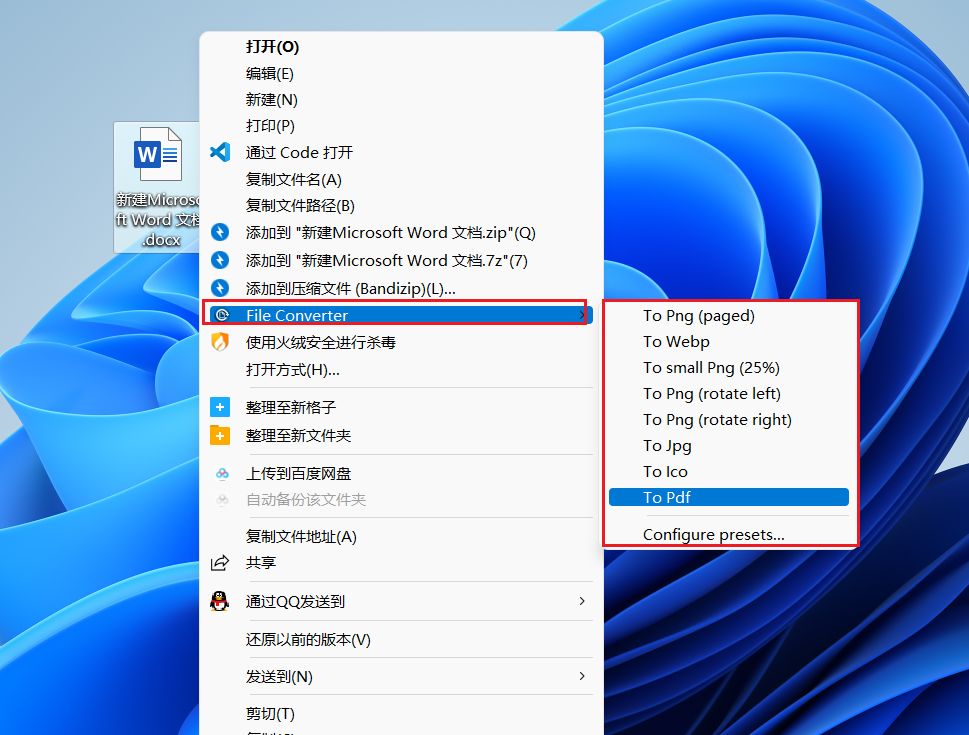 新建Microso
ft Word 文档
.docx
打开(O)
编辑(E)
新建(N)
打印(P)
通过 Code 打开
复制文件名(A)
复制文件路径(B)
添加到 "新建Microsoft Word 文档.zip"(Q)
添加到 "新建Microsoft Word 文档.7z"(7)
添加到压缩文件 (Bandizip)(L)...
File Converter
使用火绒安全进行杀毒
打开方式(H)...
整理至新格子
整理至新文件夹
上传到百度网盘
自动备份该文件夹
复制文件地址(A)
共享
通过QQ发送到
还原以前的版本(V)
发送到(N)
剪切(T)
To Png (paged)
To Webp
To small Png (25%)
To Png (rotate left)
To Png (rotate right)
To Jpg
To Ico
To Pdf
Configure presets...